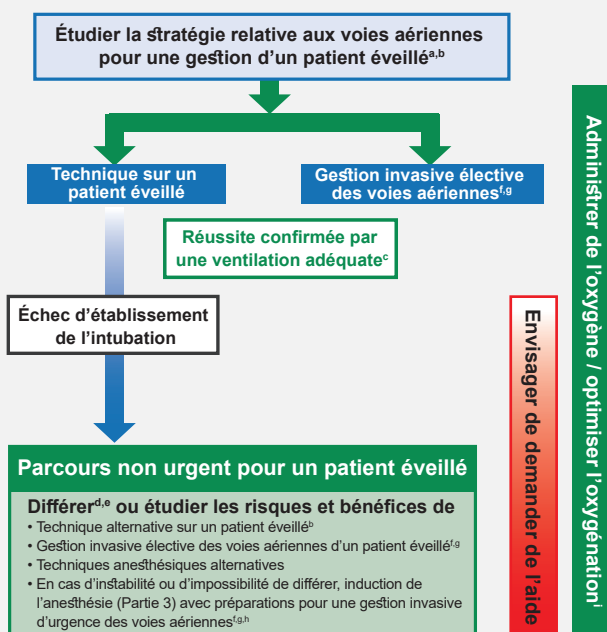 Étudier la stratégie relative aux voies aériennes
pour une gestion d’un patient éveillé^a,b
Technique sur un
patient éveillé
Gestion invasive élective
des voies aériennes^f,g
Réussite confirmée par
une ventilation adéquate^c
Échec d’établissement
de l’intubation
Parcours non urgent pour un patient éveillé
Différer^d,e ou étudier les risques et bénéfices de
• Technique alternative sur un patient éveillé^b
• Gestion invasive élective des voies aériennes d’un patient éveillé^f,g
• Techniques anesthésiques alternatives
• En cas d’instabilité ou d’impossibilité de différer, induction de
l’anesthésie (Partie 3) avec préparations pour une gestion invasive
d’urgence des voies aériennes^f,g,h
Envisager de demander de l’aide
Administrer de l’oxygène / optimiser l’oxygénation^i